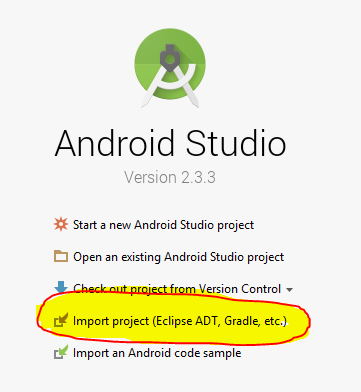 Android Studio
Version 2.3.3
Start a new Android Studio project
Open an existing Android Studio project
Check out project from Version Control
Import project (Eclipse ADT, Gradle, etc.)
Import an Android code sample